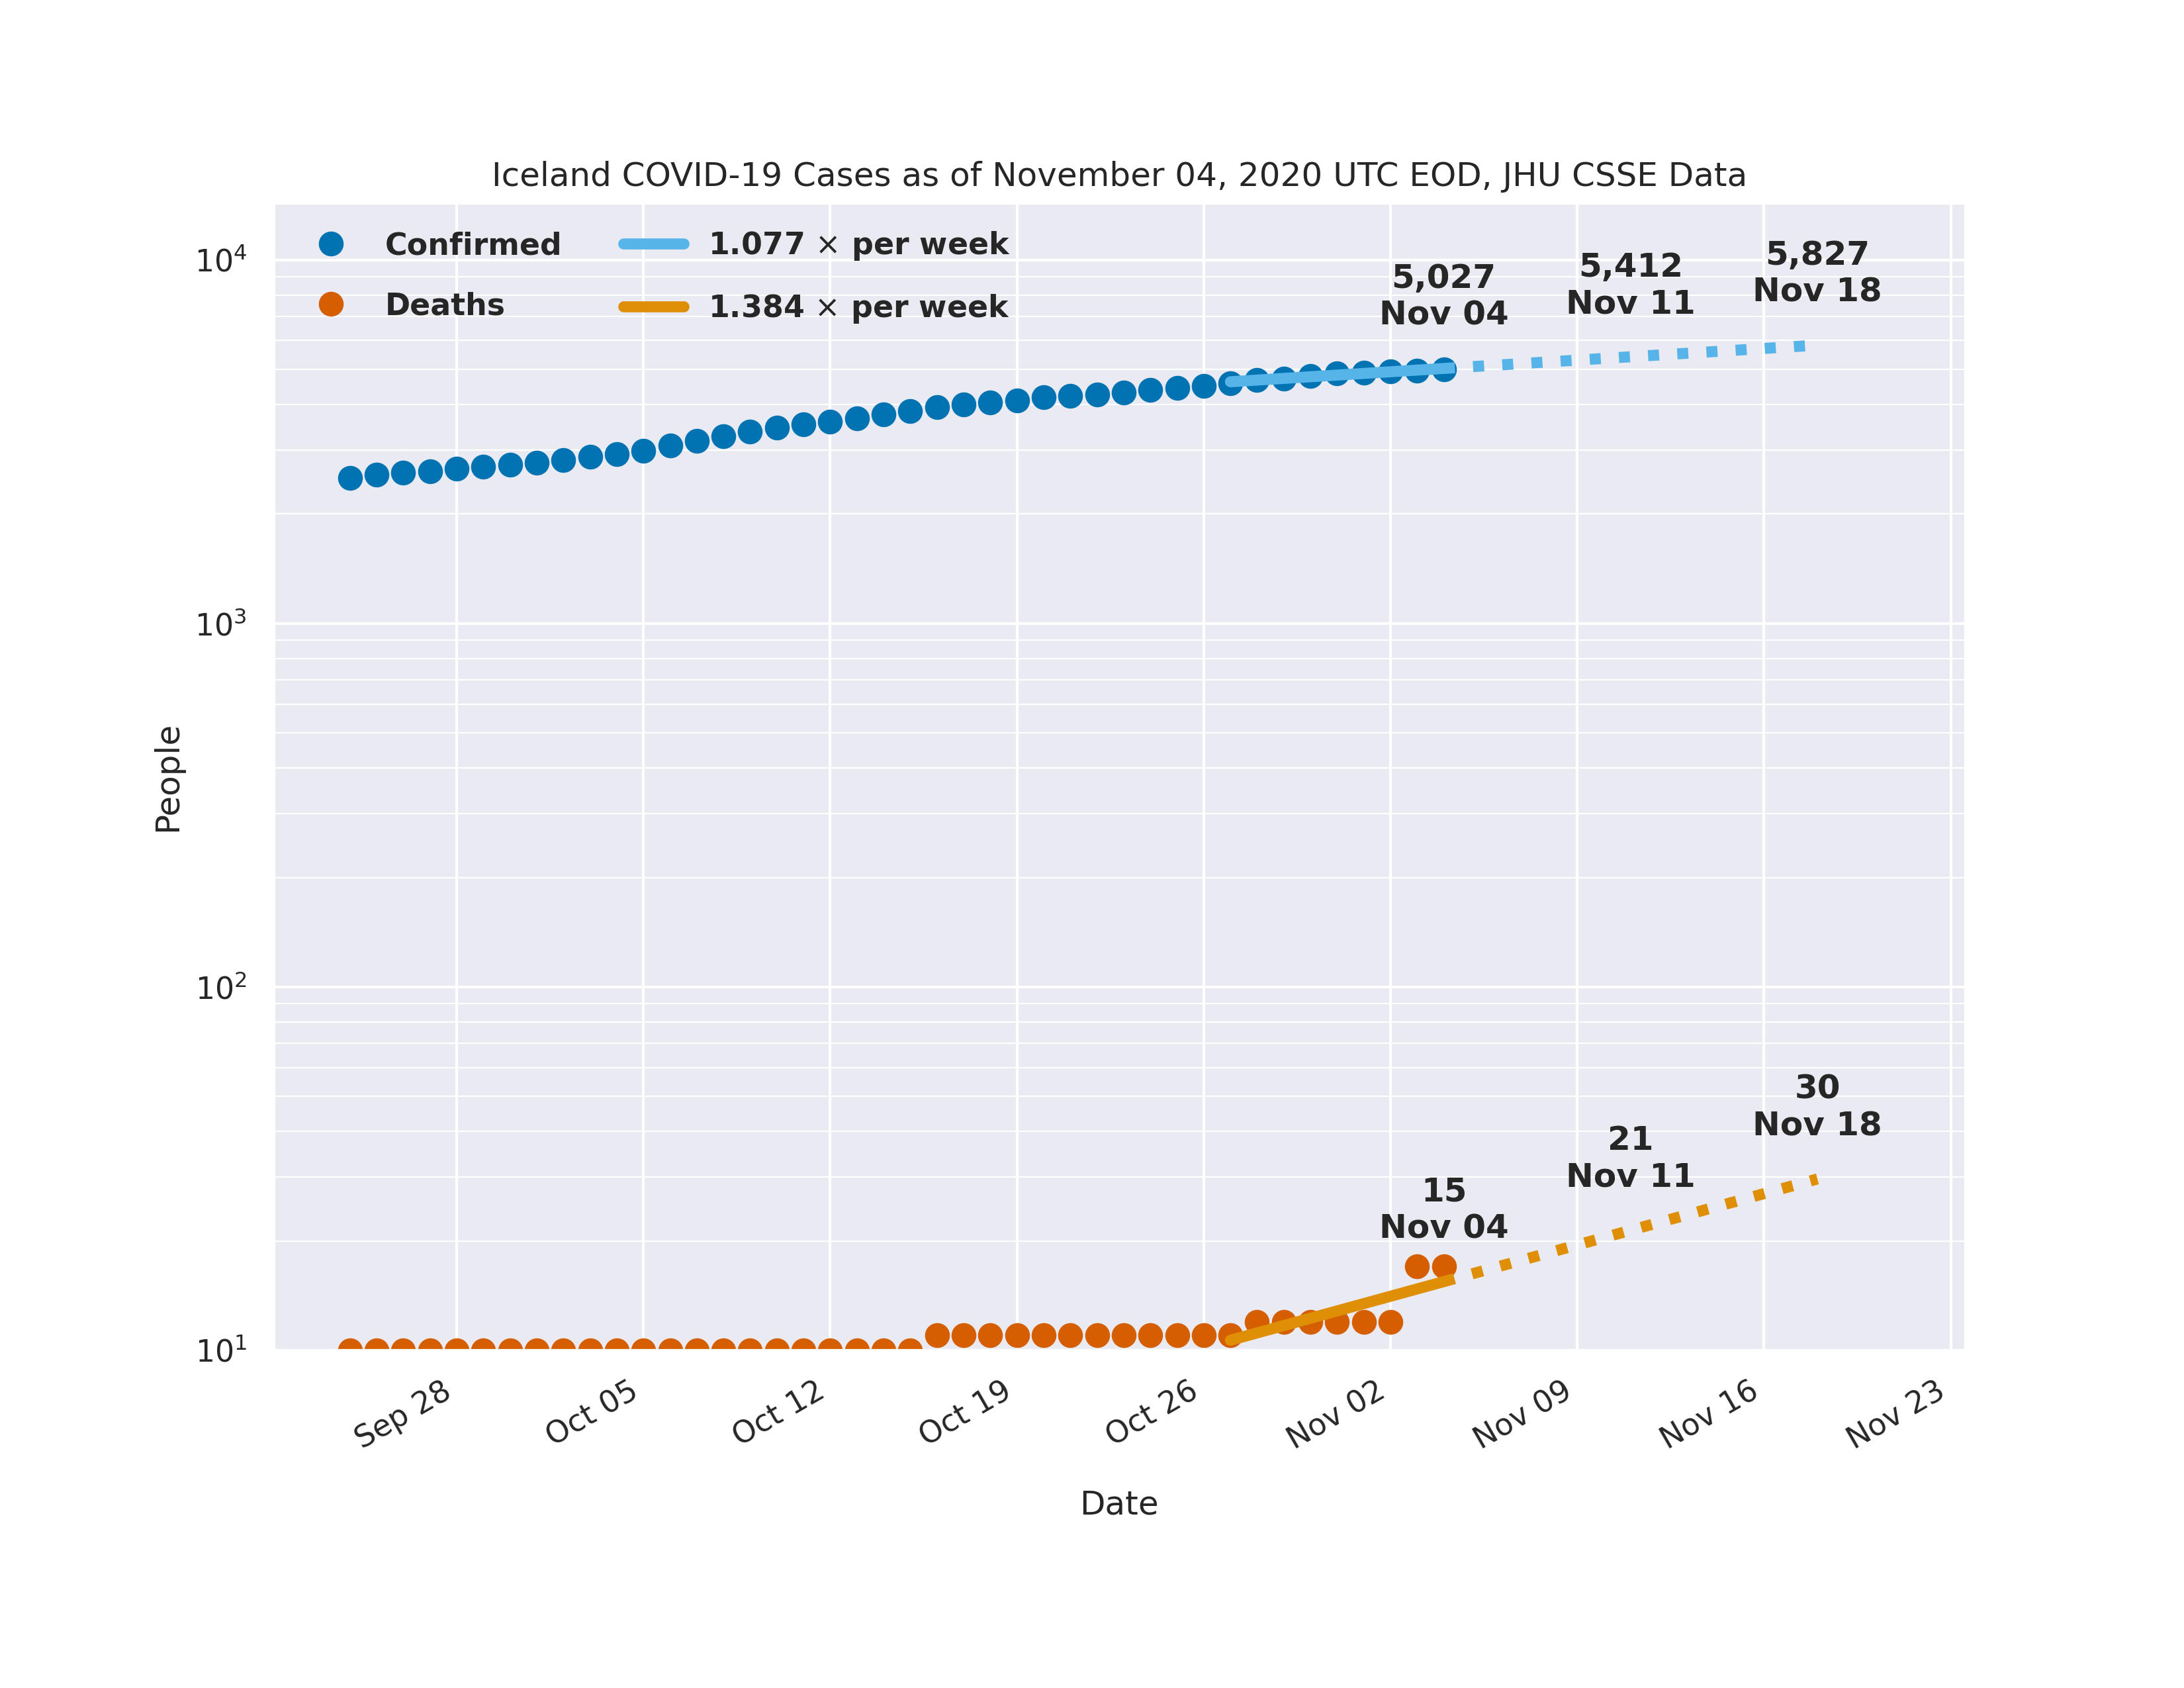 Iceland COVID-19 Cases as of November 04, 2020 UTC EOD, JHU CSSE Data
Confirmed
Deaths
1.077 × per week
1.384 × per week
5,027
Nov 04
5,412
Nov 11
5,827
Nov 18
10⁴
10³
10²
10¹
People
15
Nov 04
21
Nov 11
30
Nov 18
Sep 28
Oct 05
Oct 12
Oct 19
Oct 26
Nov 02
Nov 09
Nov 16
Nov 23
Date